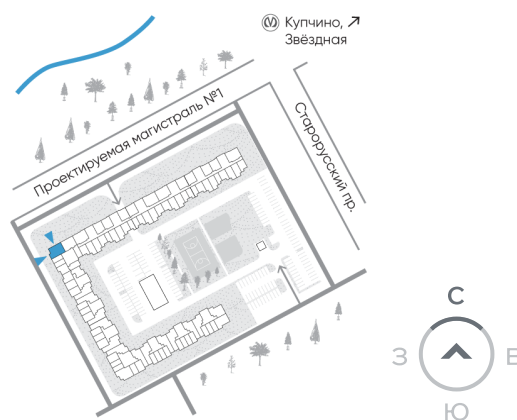 Купчино, ↗
Звёздная
Проектируемая магистраль №1
Старорусский пр.
С
З
В
Ю